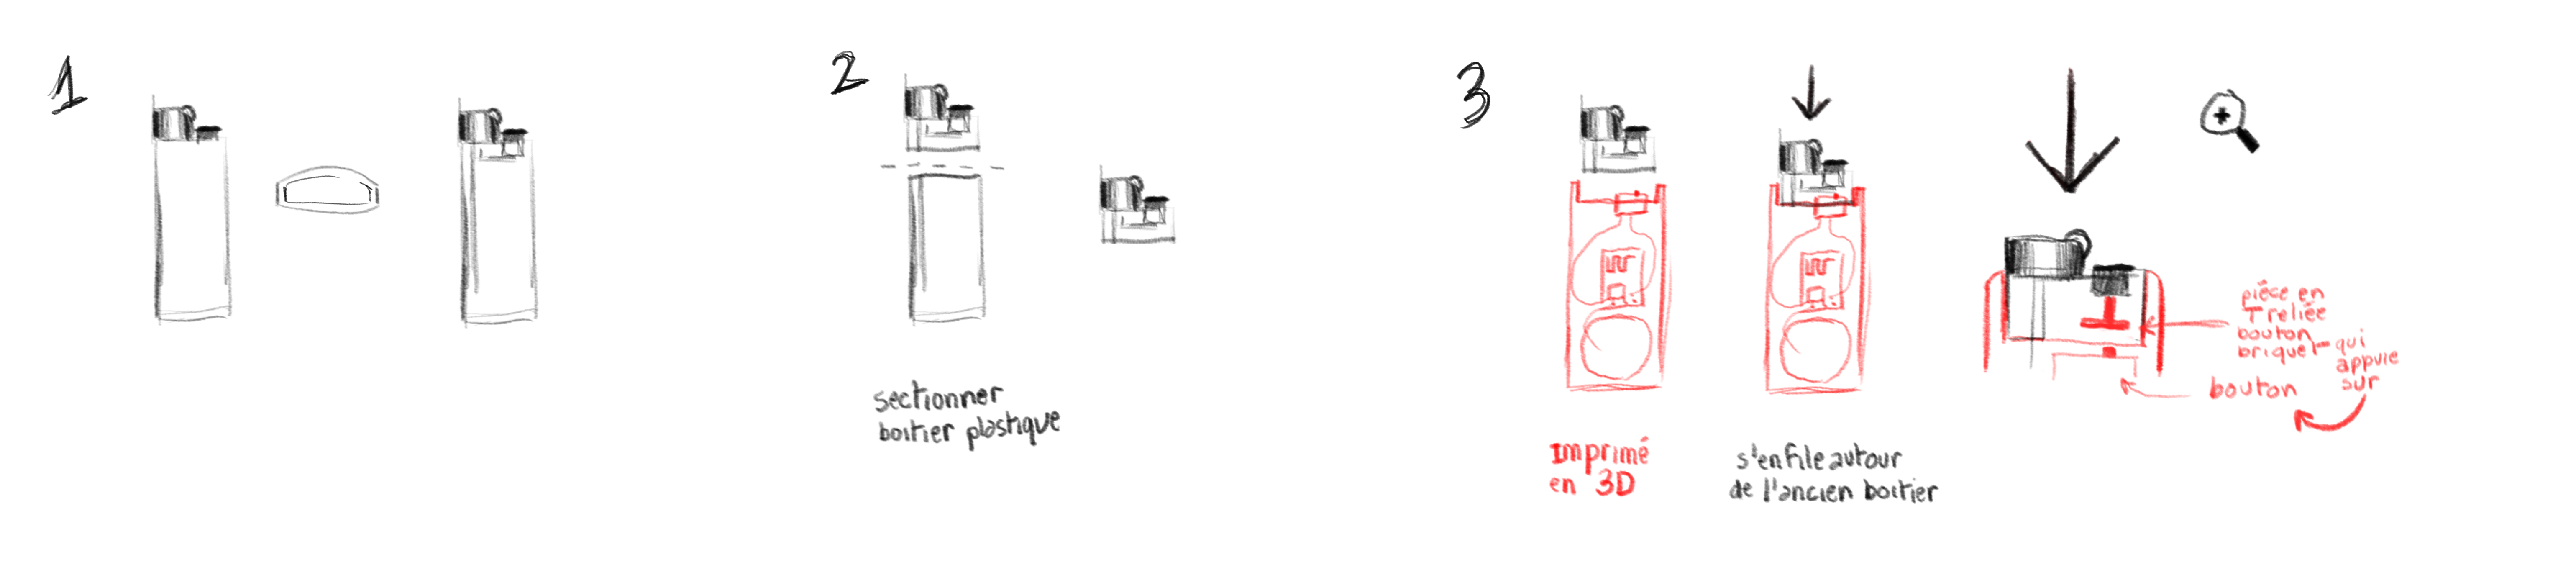 1
2
sectionner
boitier plastique
3
Imprimé
en 3D
s'enfile autour
de l'ancien boitier
pièce en
T reliée
bouton
briquet qui
appuie
sur
bouton